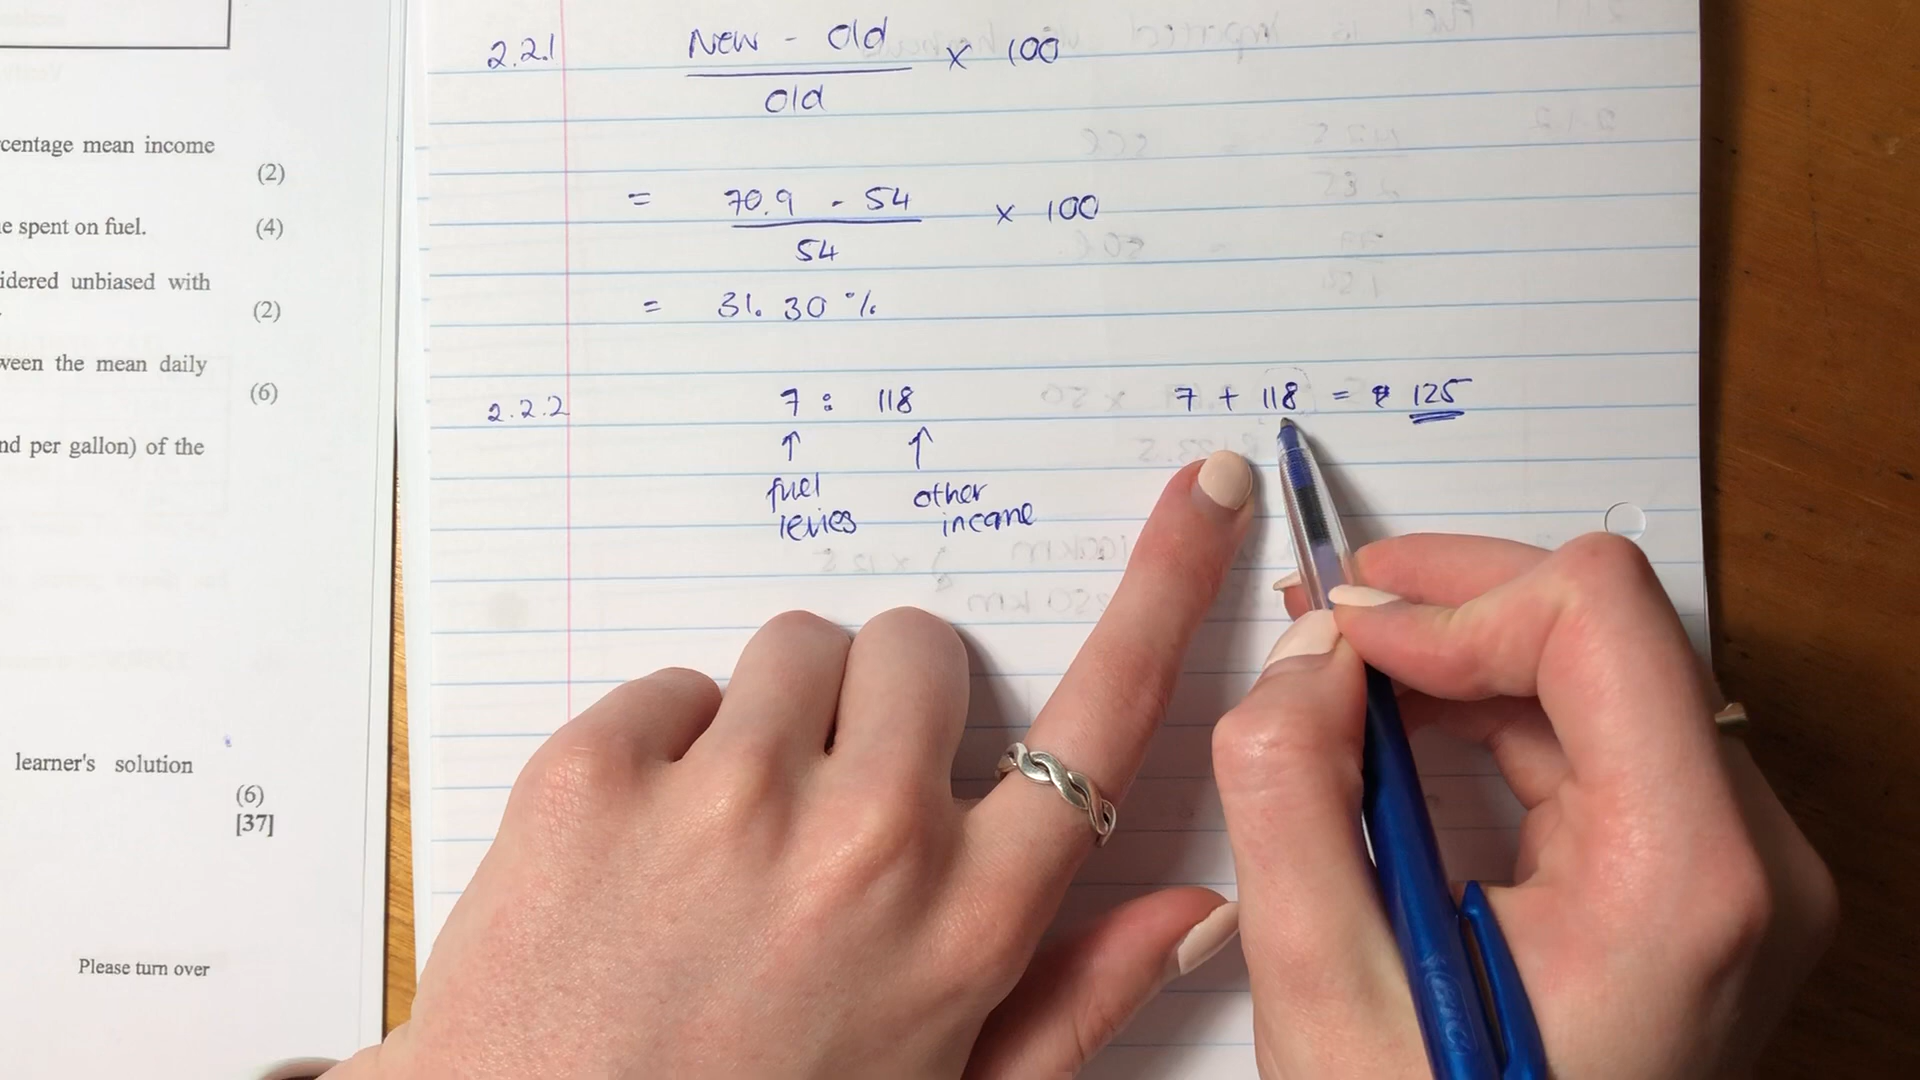 centage mean income
(2)
e spent on fuel. (4)
idered unbiased with
(2)
ween the mean daily
(6)
nd per gallon) of the
learner's solution
(6)
[37]
Please turn over
2.2.1 New - Old × 100
Old
= 70.9 - 54 × 100
54
= 31.30 %
2.2.2 7 : 118 7 + 118 = 125
↑ ↑
fuel other
levies income
BIC